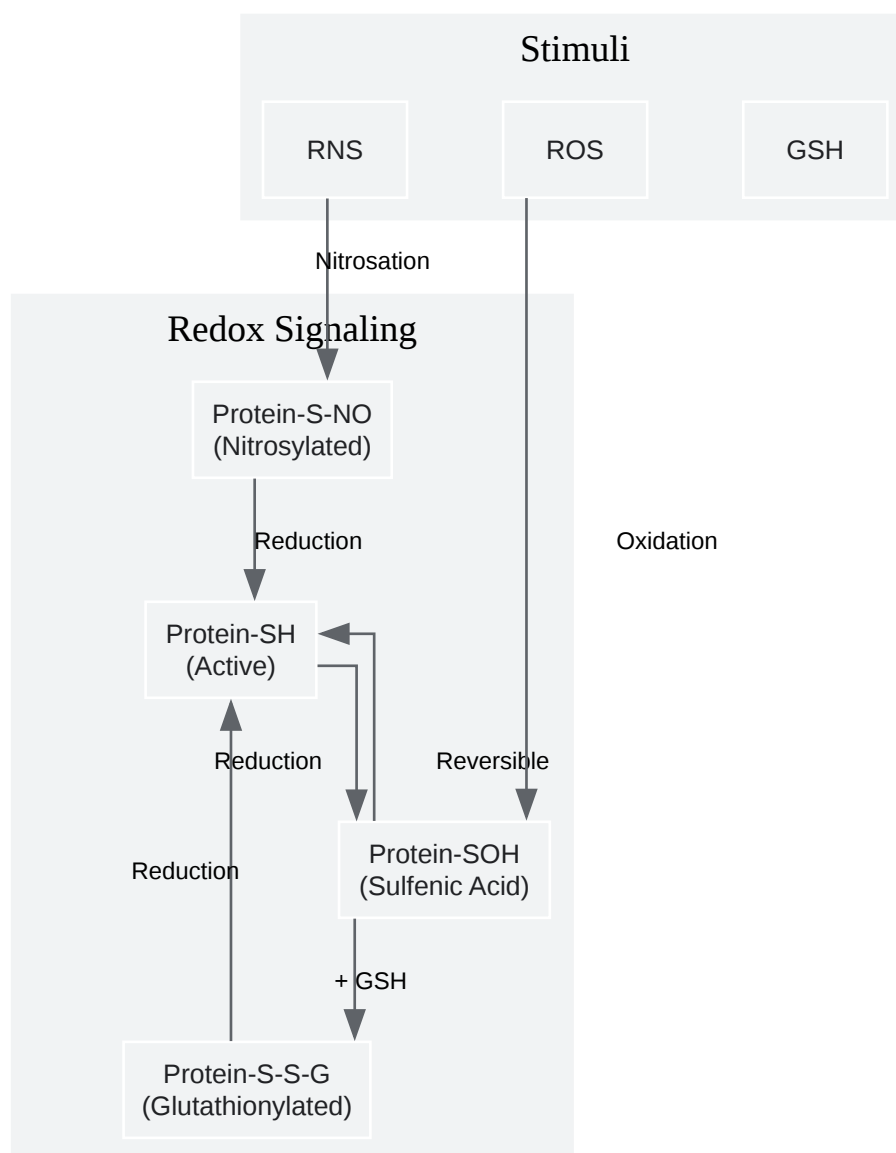 Stimuli
RNS
ROS
GSH
Nitrosation
Redox Signaling
Protein-S-NO
(Nitrosylated)
Reduction
Oxidation
Protein-SH
(Active)
Reduction
Reversible
Protein-SOH
(Sulfenic Acid)
Reduction
+ GSH
Protein-S-S-G
(Glutathionylated)